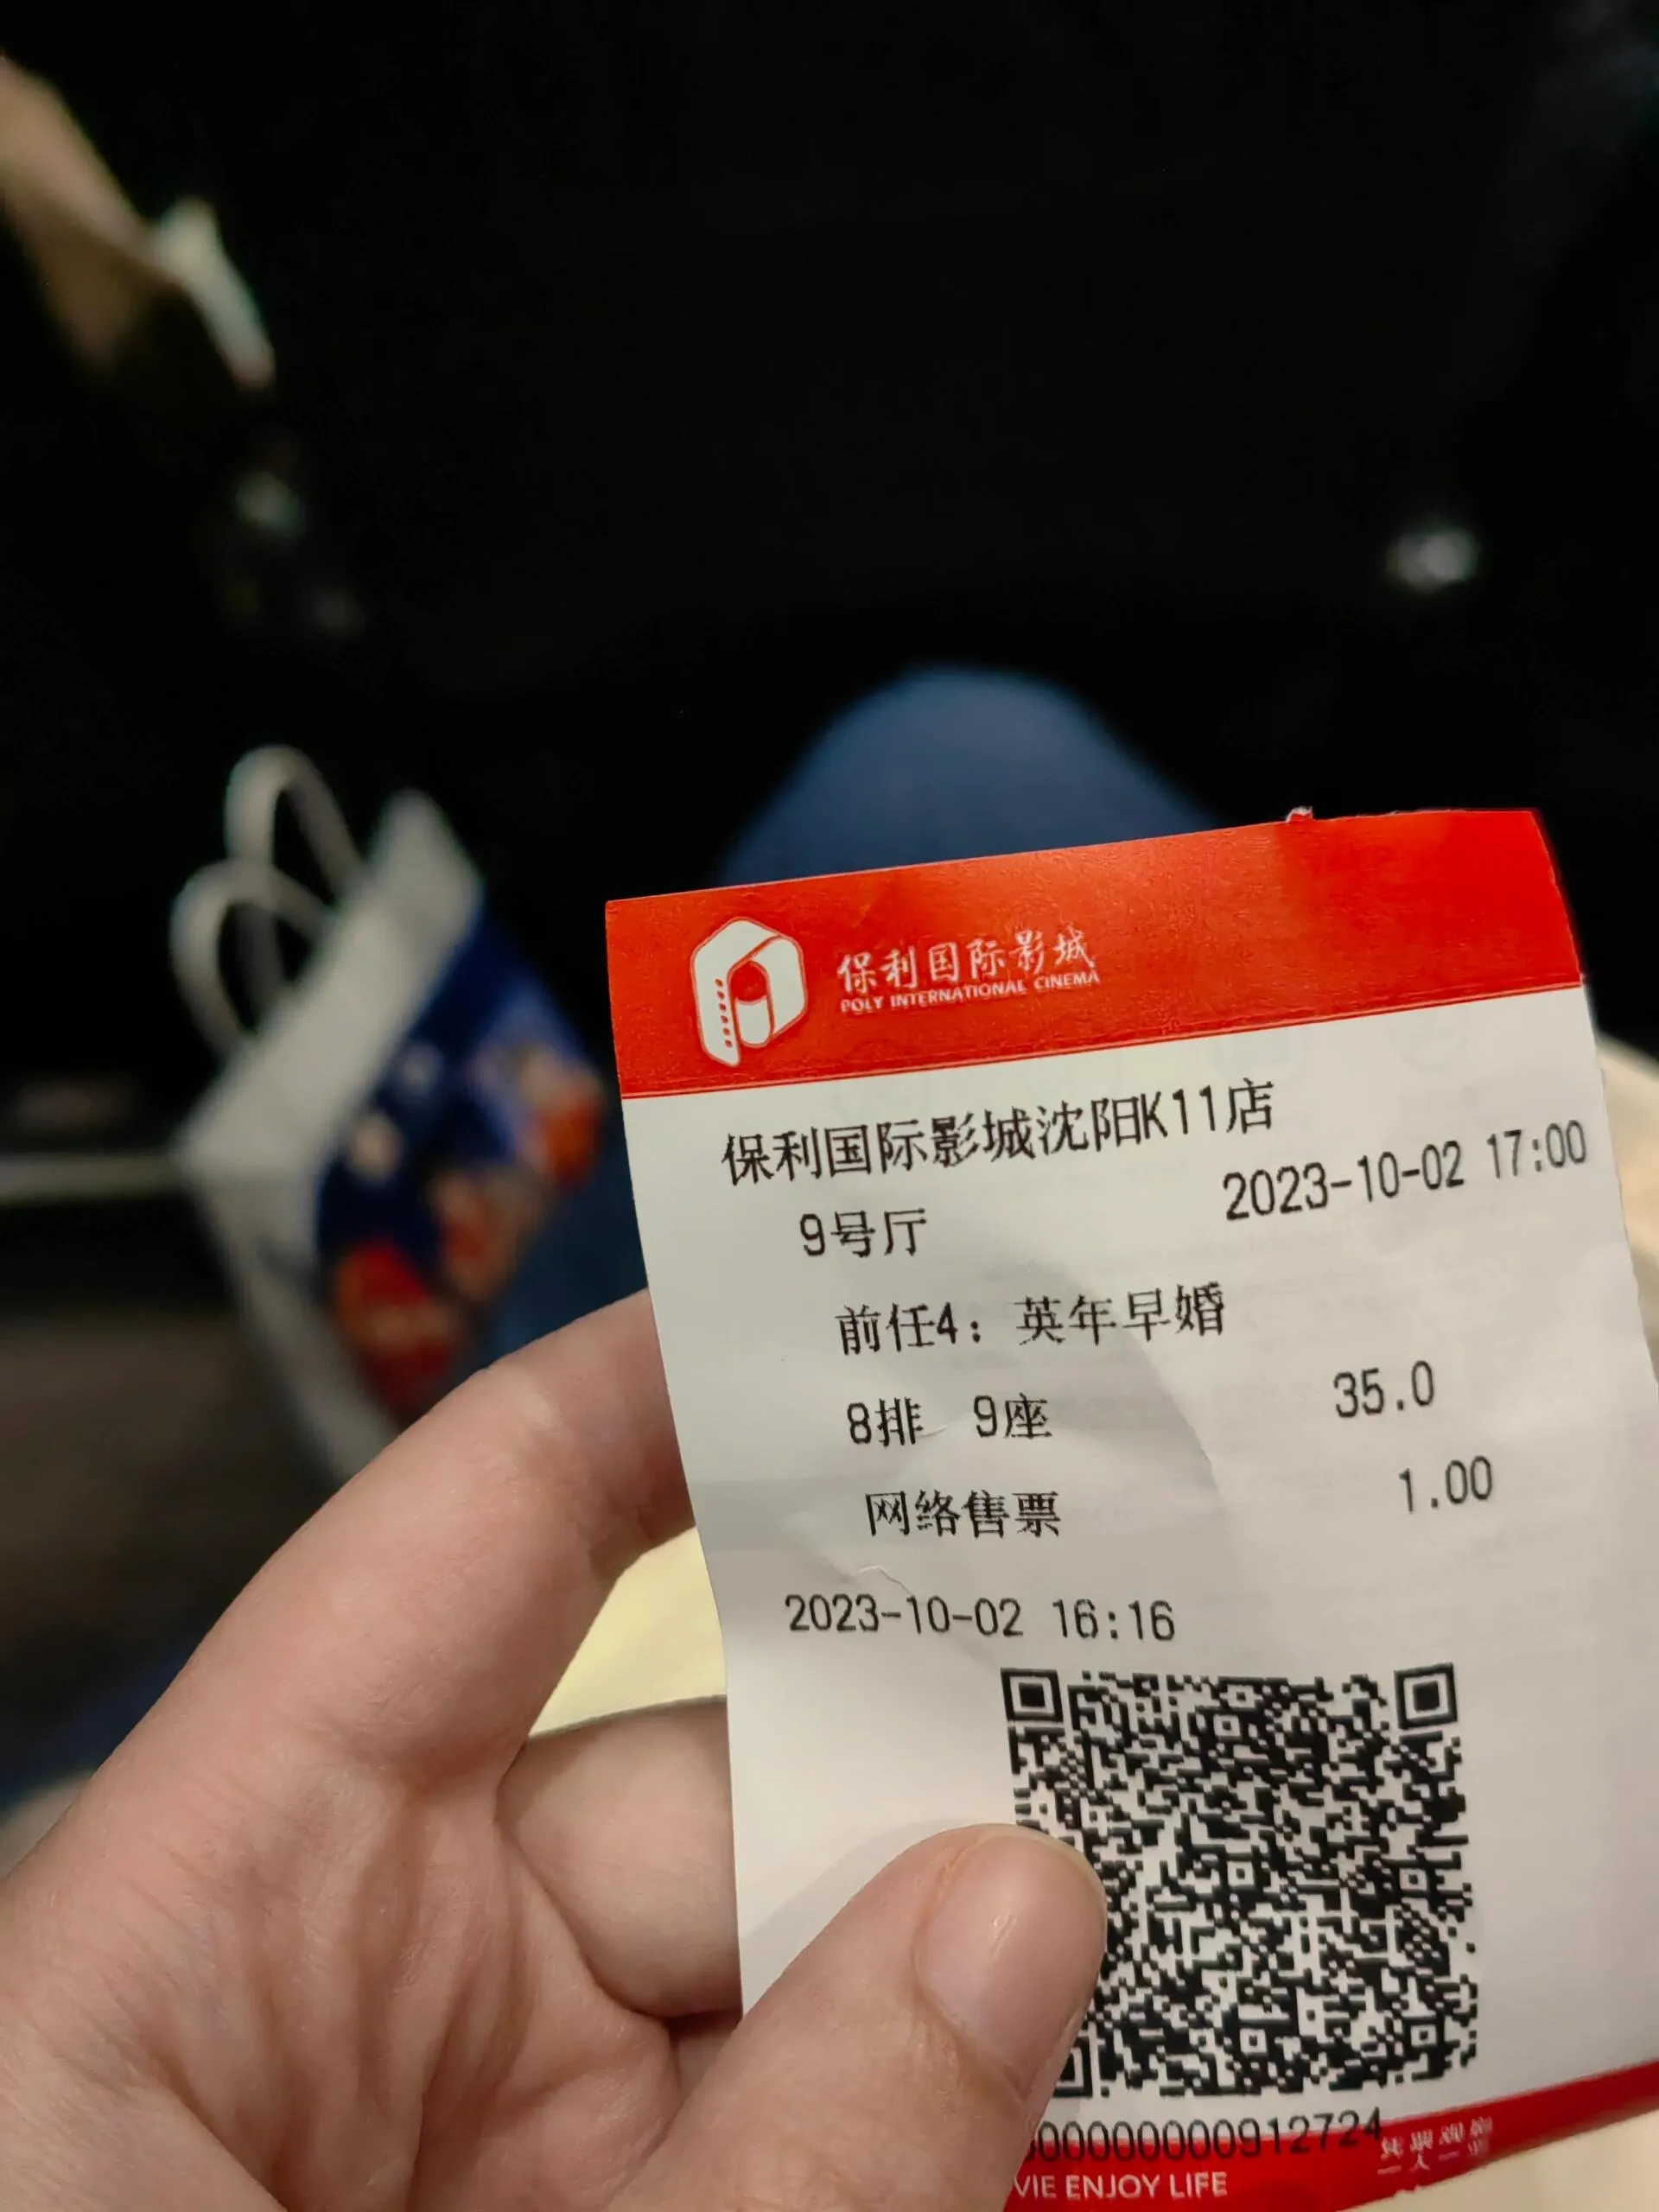 保利国际影城
POLY INTERNATIONAL CINEMA
保利国际影城沈阳K11店
9号厅 2023-10-02 17:00
前任4：英年早婚
8排 9座 35.0
网络售票 1.00
2023-10-02 16:16
000000000912724
VIE ENJOY LIFE